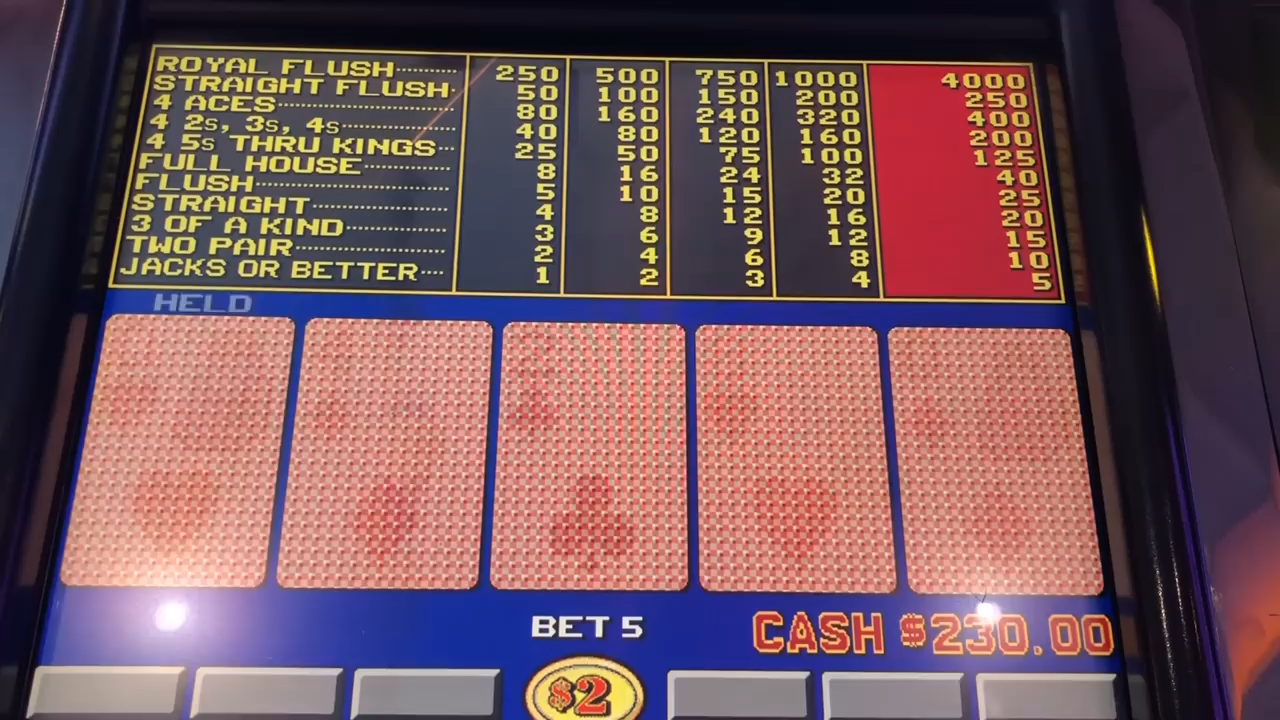 ROYAL FLUSH 250 500 750 1000 4000
STRAIGHT FLUSH 50 100 150 200 250
4 ACES 80 160 240 320 400
4 2s, 3s, 4s 40 80 120 160 200
4 5s THRU KINGS 25 50 75 100 125
FULL HOUSE 8 16 24 32 40
FLUSH 5 10 15 20 25
STRAIGHT 4 8 12 16 20
3 OF A KIND 3 6 9 12 15
TWO PAIR 2 4 6 8 10
JACKS OR BETTER 1 2 3 4 5
HELD
BET 5
CASH $230.00
$2